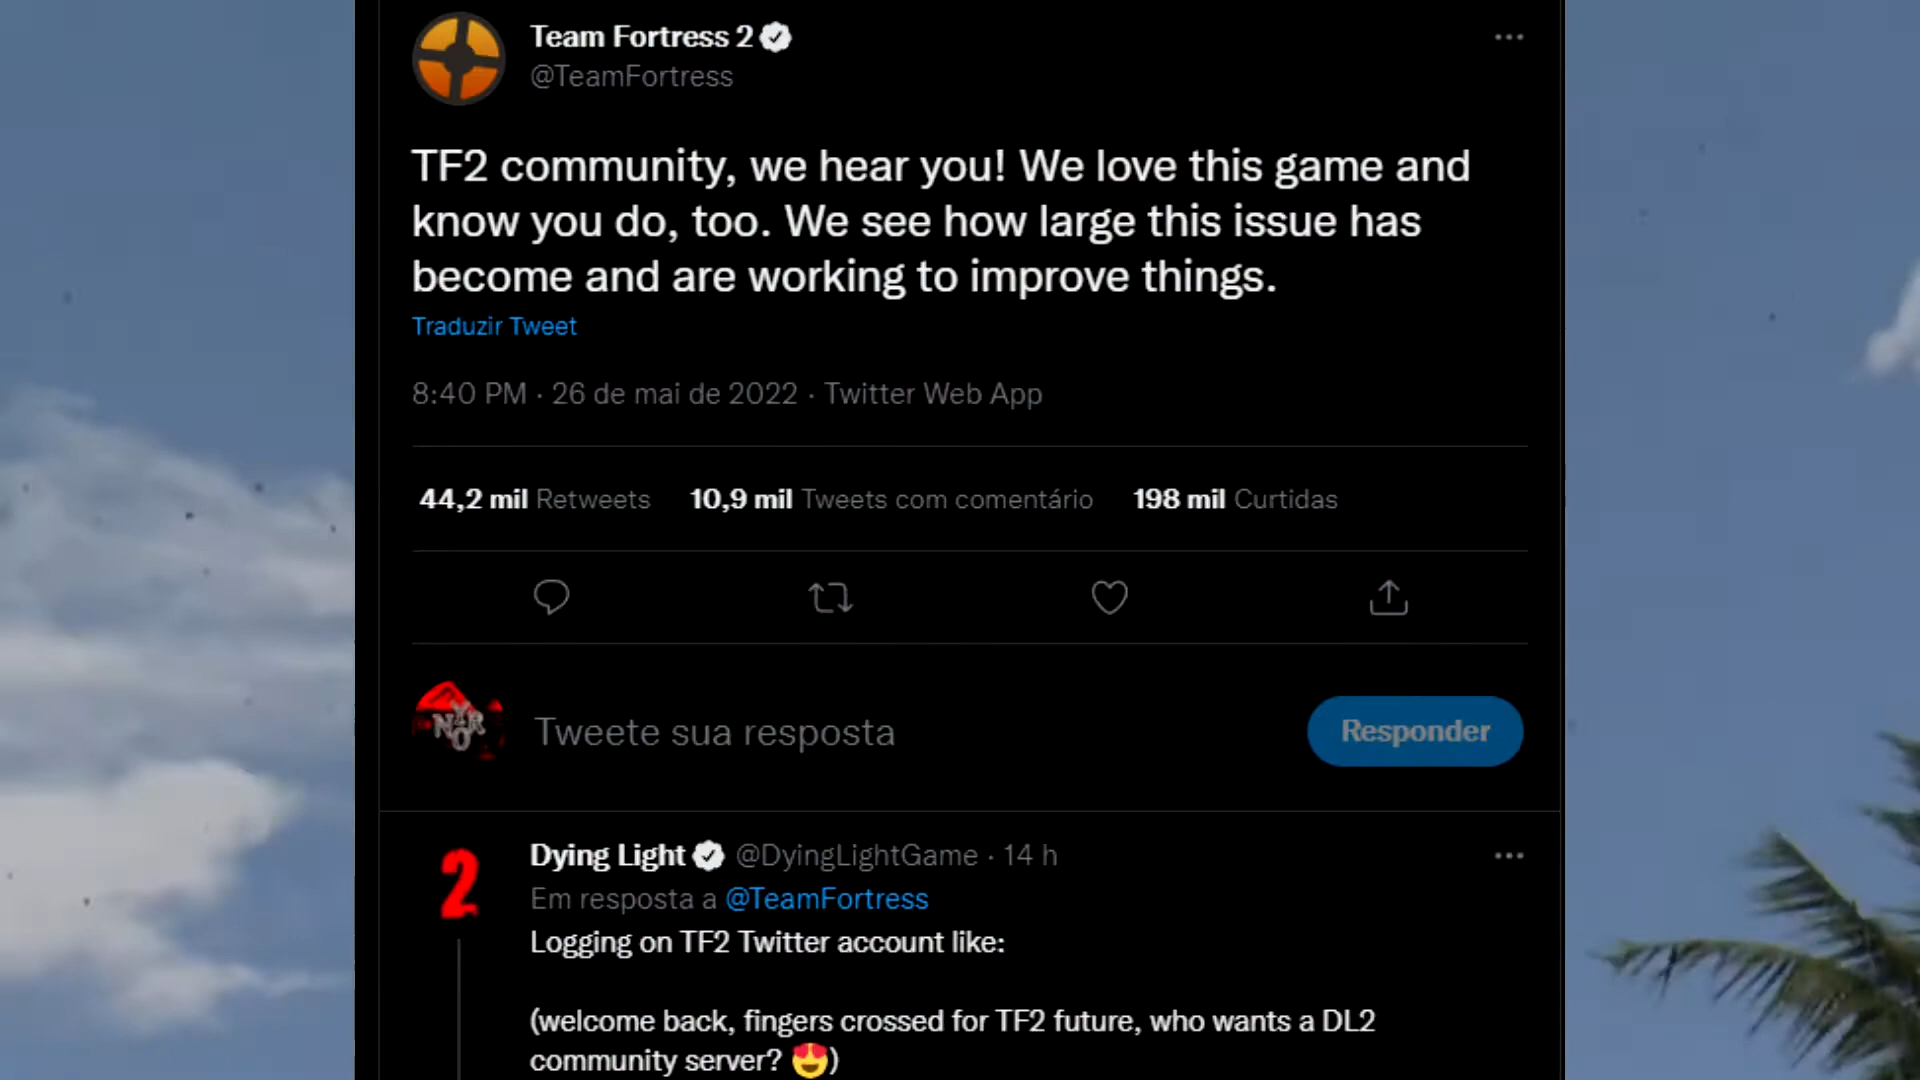 Team Fortress 2
@TeamFortress
TF2 community, we hear you! We love this game and
know you do, too. We see how large this issue has
become and are working to improve things.
Traduzir Tweet
8:40 PM · 26 de mai de 2022 · Twitter Web App
44,2 mil Retweets 10,9 mil Tweets com comentário 198 mil Curtidas
Tweete sua resposta
Responder
Dying Light @DyingLightGame · 14 h
Em resposta a @TeamFortress
Logging on TF2 Twitter account like:
(welcome back, fingers crossed for TF2 future, who wants a DL2
community server? 😍)